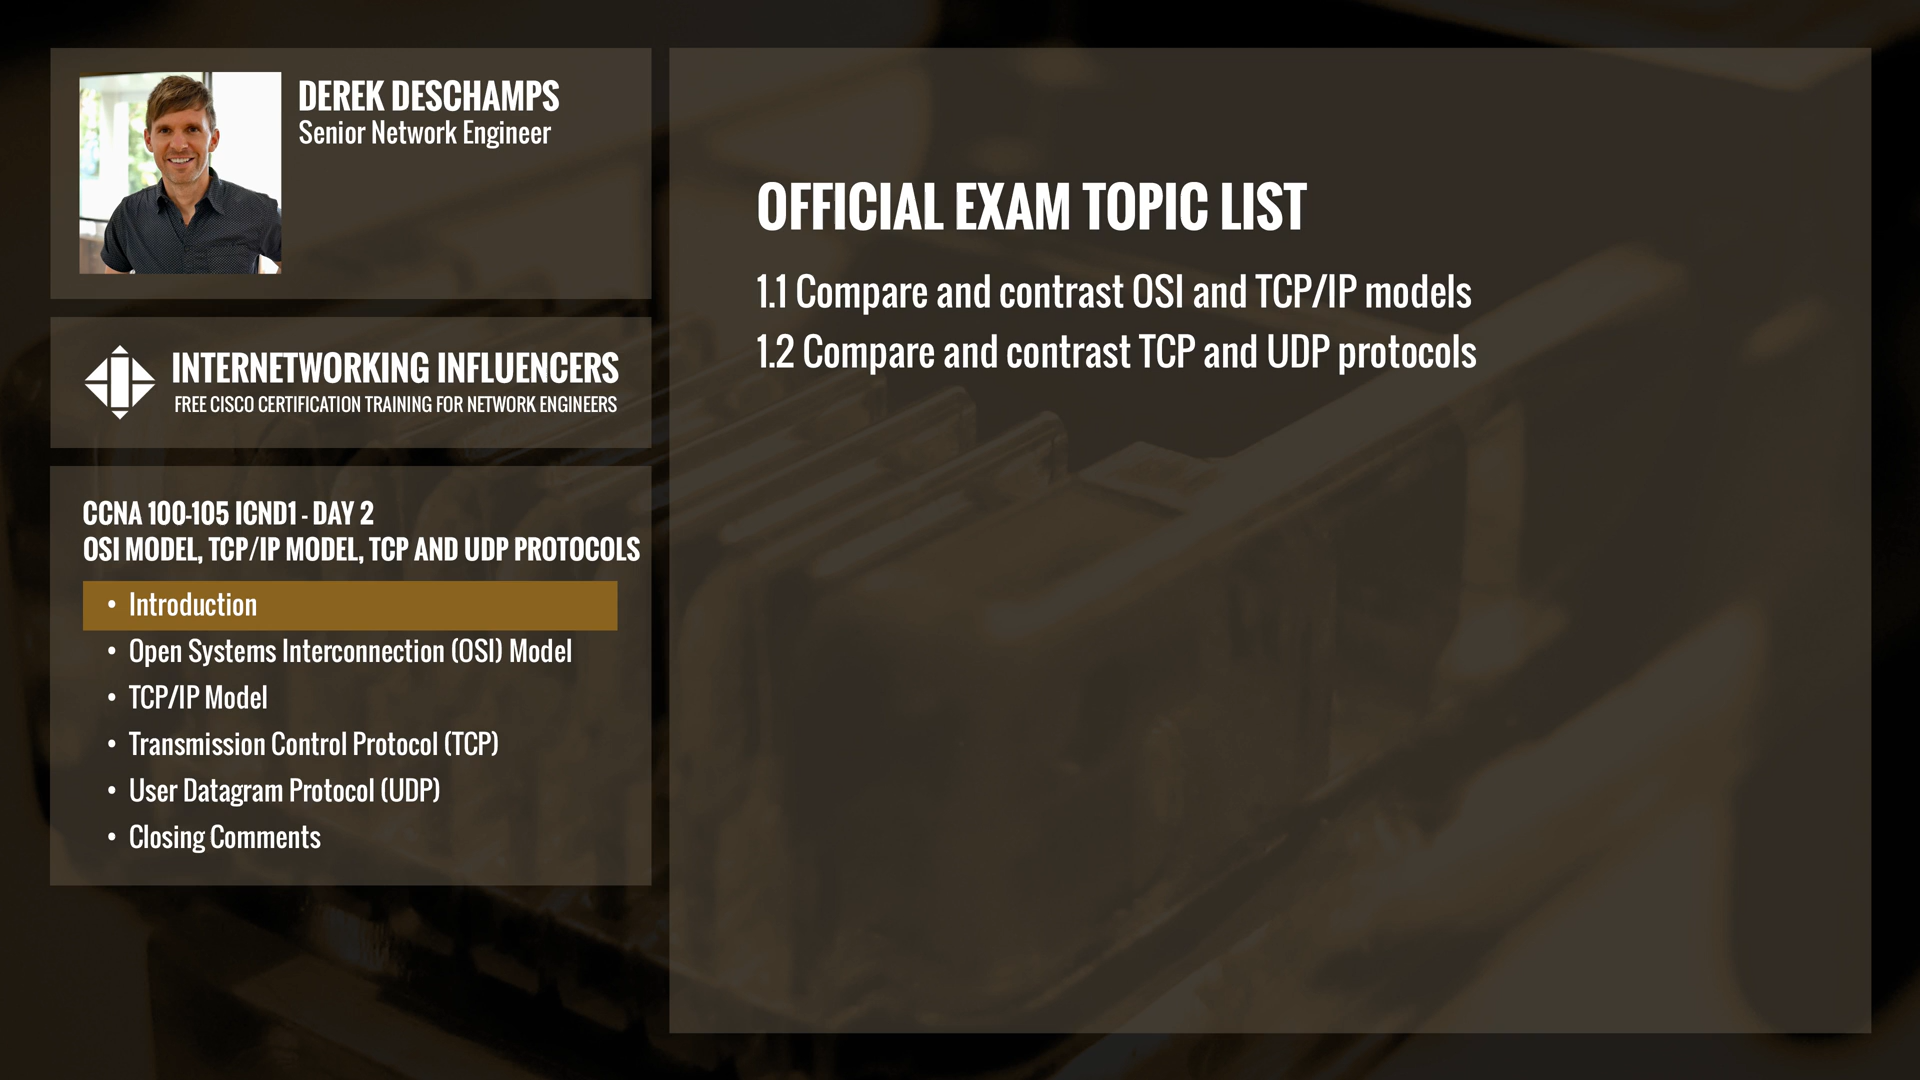 DEREK DESCHAMPS
Senior Network Engineer
INTERNETWORKING INFLUENCERS
FREE CISCO CERTIFICATION TRAINING FOR NETWORK ENGINEERS
CCNA 100-105 ICND1 - DAY 2
OSI MODEL, TCP/IP MODEL, TCP AND UDP PROTOCOLS
• Introduction
• Open Systems Interconnection (OSI) Model
• TCP/IP Model
• Transmission Control Protocol (TCP)
• User Datagram Protocol (UDP)
• Closing Comments
OFFICIAL EXAM TOPIC LIST
1.1 Compare and contrast OSI and TCP/IP models
1.2 Compare and contrast TCP and UDP protocols